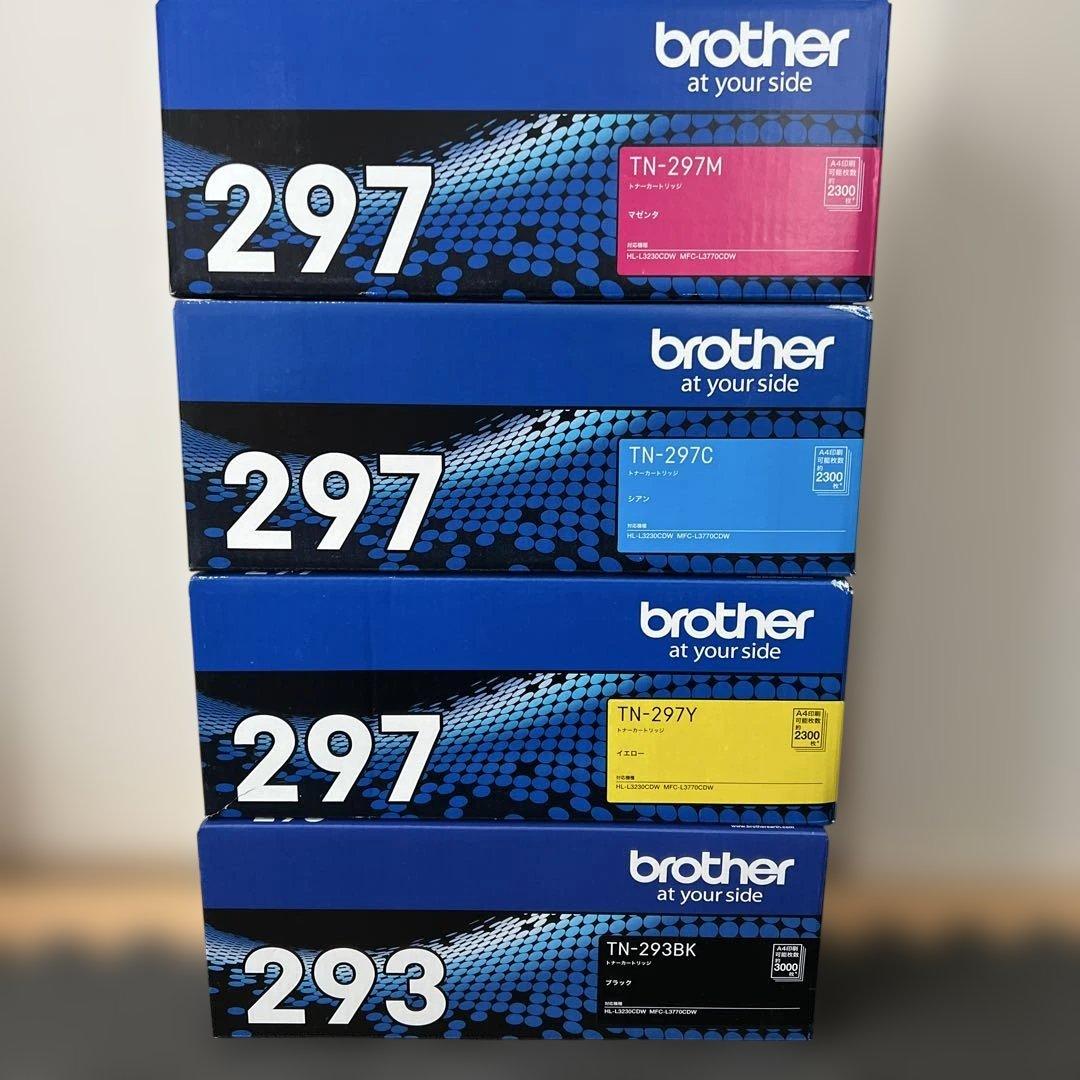 brother
at your side
297
TN-297M
トナーカートリッジ
マゼンタ
A4印刷
可能枚数
約
2300
枚*
対応機種
HL-L3230CDW MFC-L3770CDW
brother
at your side
297
TN-297C
トナーカートリッジ
シアン
A4印刷
可能枚数
約
2300
枚*
対応機種
HL-L3230CDW MFC-L3770CDW
brother
at your side
297
TN-297Y
トナーカートリッジ
イエロー
A4印刷
可能枚数
約
2300
枚*
対応機種
HL-L3230CDW MFC-L3770CDW
www.brotherearth.com
brother
at your side
293
TN-293BK
トナーカートリッジ
ブラック
A4印刷
可能枚数
約
3000
枚*
対応機種
HL-L3230CDW MFC-L3770CDW